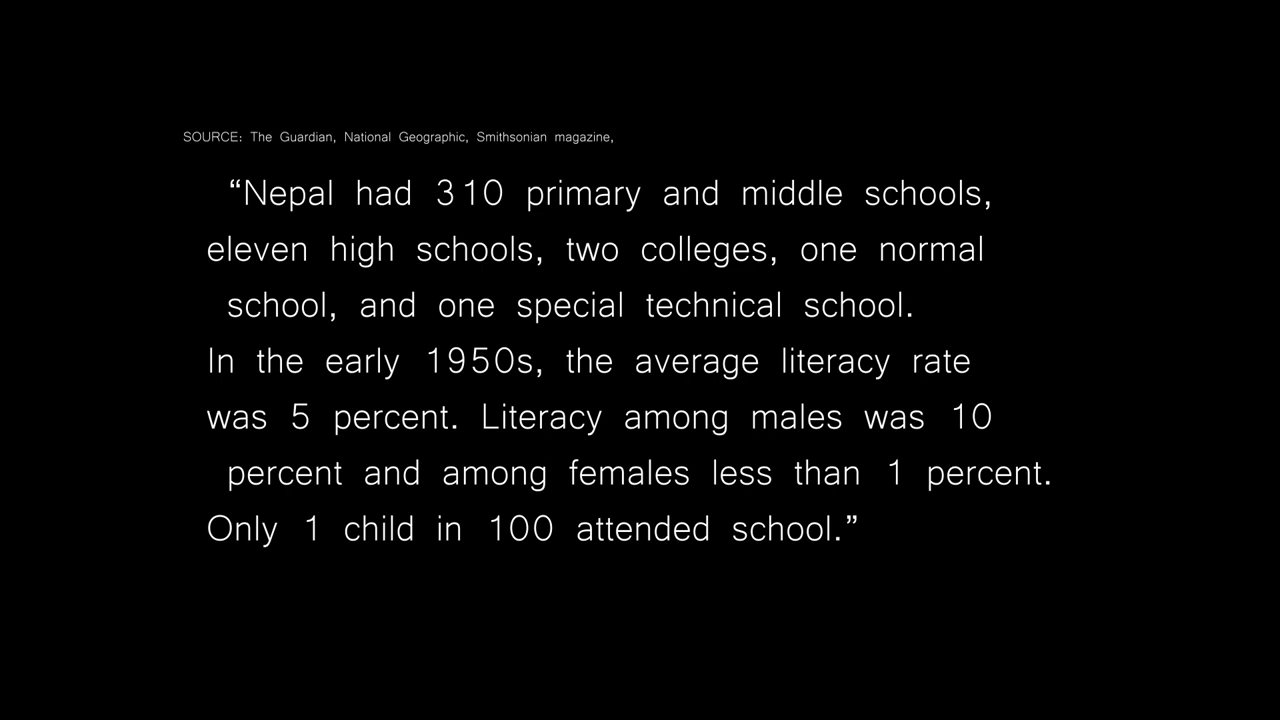 SOURCE: The Guardian, National Geographic, Smithsonian magazine,
“Nepal had 310 primary and middle schools,
eleven high schools, two colleges, one normal
school, and one special technical school.
In the early 1950s, the average literacy rate
was 5 percent. Literacy among males was 10
percent and among females less than 1 percent.
Only 1 child in 100 attended school.”